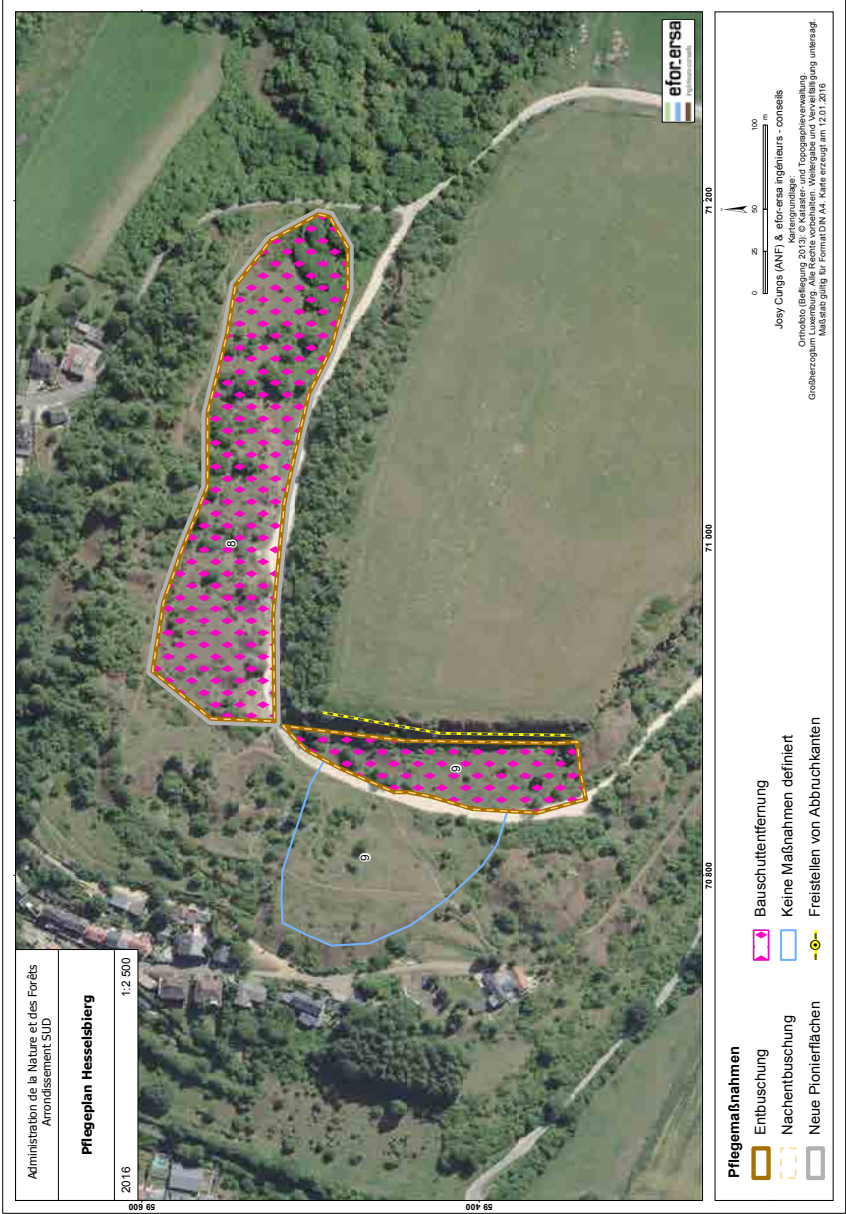 Administration de la Nature et des Forêts
Arrondissement SUD
Pflegeplan Hesselsbierg
2016
1:2 500
59 600
59 400
70 800
71 000
71 200
8
9
9
efor.ersa
ingénieurs-conseils
Pflegemaßnahmen
Entbuschung
Nachentbuschung
Neue Pionierflächen
Bauschuttentfernung
Keine Maßnahmen definiert
Freistellen von Abbruchkanten
0
25
50
100
m
Josy Cungs (ANF) & efor-ersa ingénieurs - conseils
Kartengrundlage:
Orthofoto (Befliegung 2013): © Kataster- und Topographieverwaltung.
Großherzogtum Luxemburg. Alle Rechte vorbehalten. Weitergabe und Vervielfältigung untersagt.
Maßstab gültig für Format DIN A4. Karte erzeugt am 12.01.2016